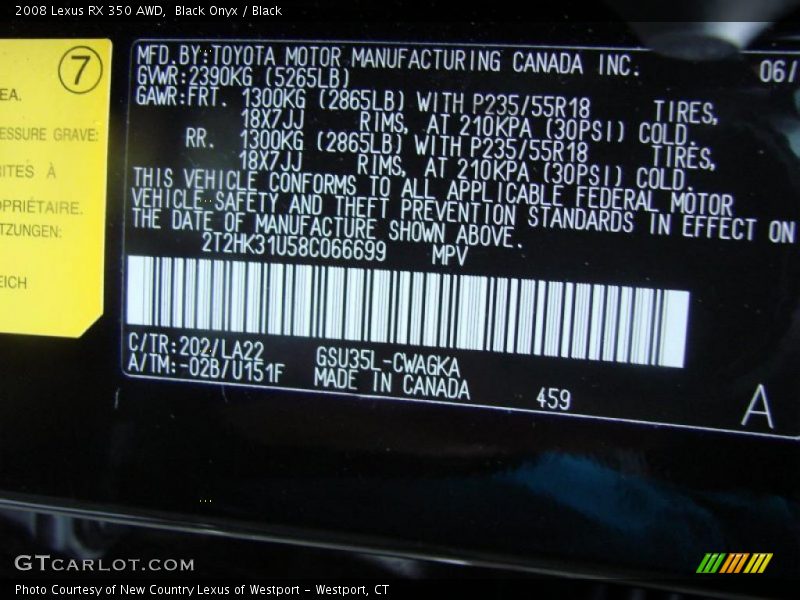 2008 Lexus RX 350 AWD, Black Onyx / Black
7
EA.
ESSURE GRAVE:
ITES À
OPRIÉTAIRE.
TZUNGEN:
EICH
MFD.BY:TOYOTA MOTOR MANUFACTURING CANADA INC. 06/
GVWR:2390KG (5265LB)
GAWR:FRT. 1300KG (2865LB) WITH P235/55R18 TIRES,
18X7JJ RIMS, AT 210KPA (30PSI) COLD.
RR. 1300KG (2865LB) WITH P235/55R18 TIRES,
18X7JJ RIMS, AT 210KPA (30PSI) COLD.
THIS VEHICLE CONFORMS TO ALL APPLICABLE FEDERAL MOTOR
VEHICLE SAFETY AND THEFT PREVENTION STANDARDS IN EFFECT ON
THE DATE OF MANUFACTURE SHOWN ABOVE.
2T2HK31U58C066699 MPV
C/TR:202/LA22 GSU35L-CWAGKA
A/TM:-02B/U151F MADE IN CANADA 459 A
GTCARLOT.COM
Photo Courtesy of New Country Lexus of Westport - Westport, CT